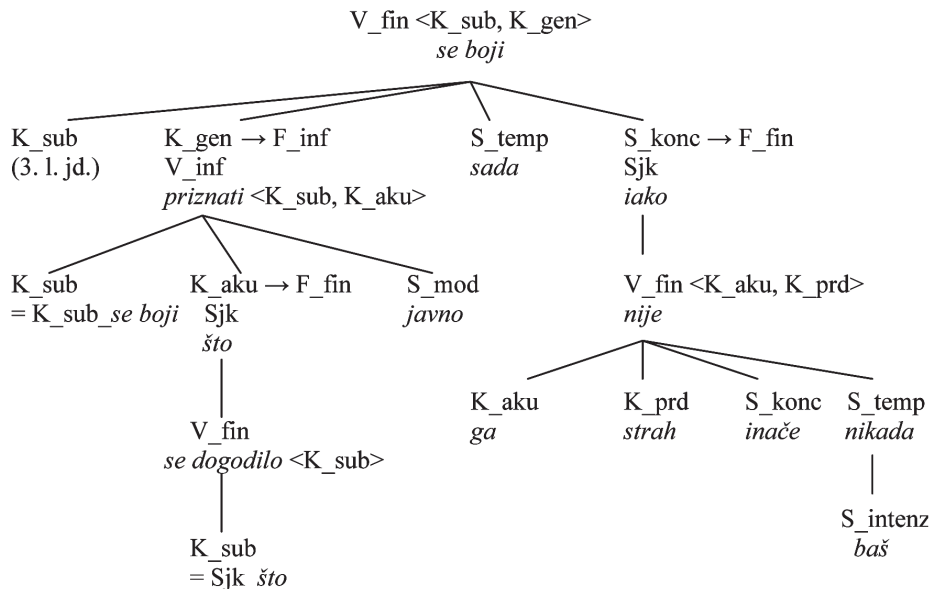 V_fin <K_sub, K_gen>
se boji
K_sub K_gen → F_inf S_temp S_konc → F_fin
(3. l. jd.) V_inf sada Sjk
priznati <K_sub, K_aku> iako
K_sub K_aku → F_fin S_mod V_fin <K_aku, K_prd>
= K_sub_se boji Sjk javno nije
što
K_aku K_prd S_konc S_temp
ga strah inače nikada
V_fin
se dogodilo <K_sub>
S_intenz
baš
K_sub
= Sjk što